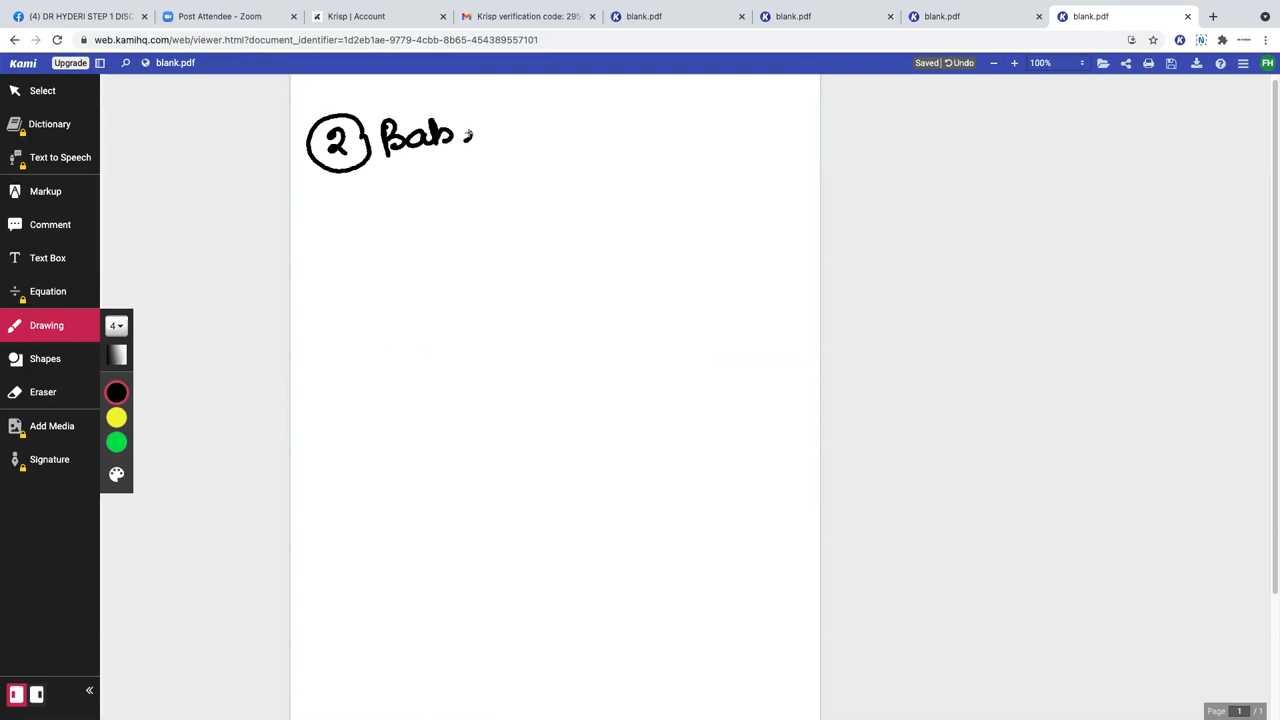 (4) DR HYDERI STEP 1 DISC
Post Attendee - Zoom
Krisp | Account
Krisp verification code: 295
blank.pdf
blank.pdf
blank.pdf
blank.pdf
web.kamihq.com/web/viewer.html?document_identifier=1d2eb1ae-9779-4cbb-8b65-454389557101
Kami
Upgrade
blank.pdf
Saved
Undo
100%
FH
Select
Dictionary
Text to Speech
Markup
Comment
Text Box
Equation
Drawing
Shapes
Eraser
Add Media
Signature
4
2 Bab
Page 1 / 1